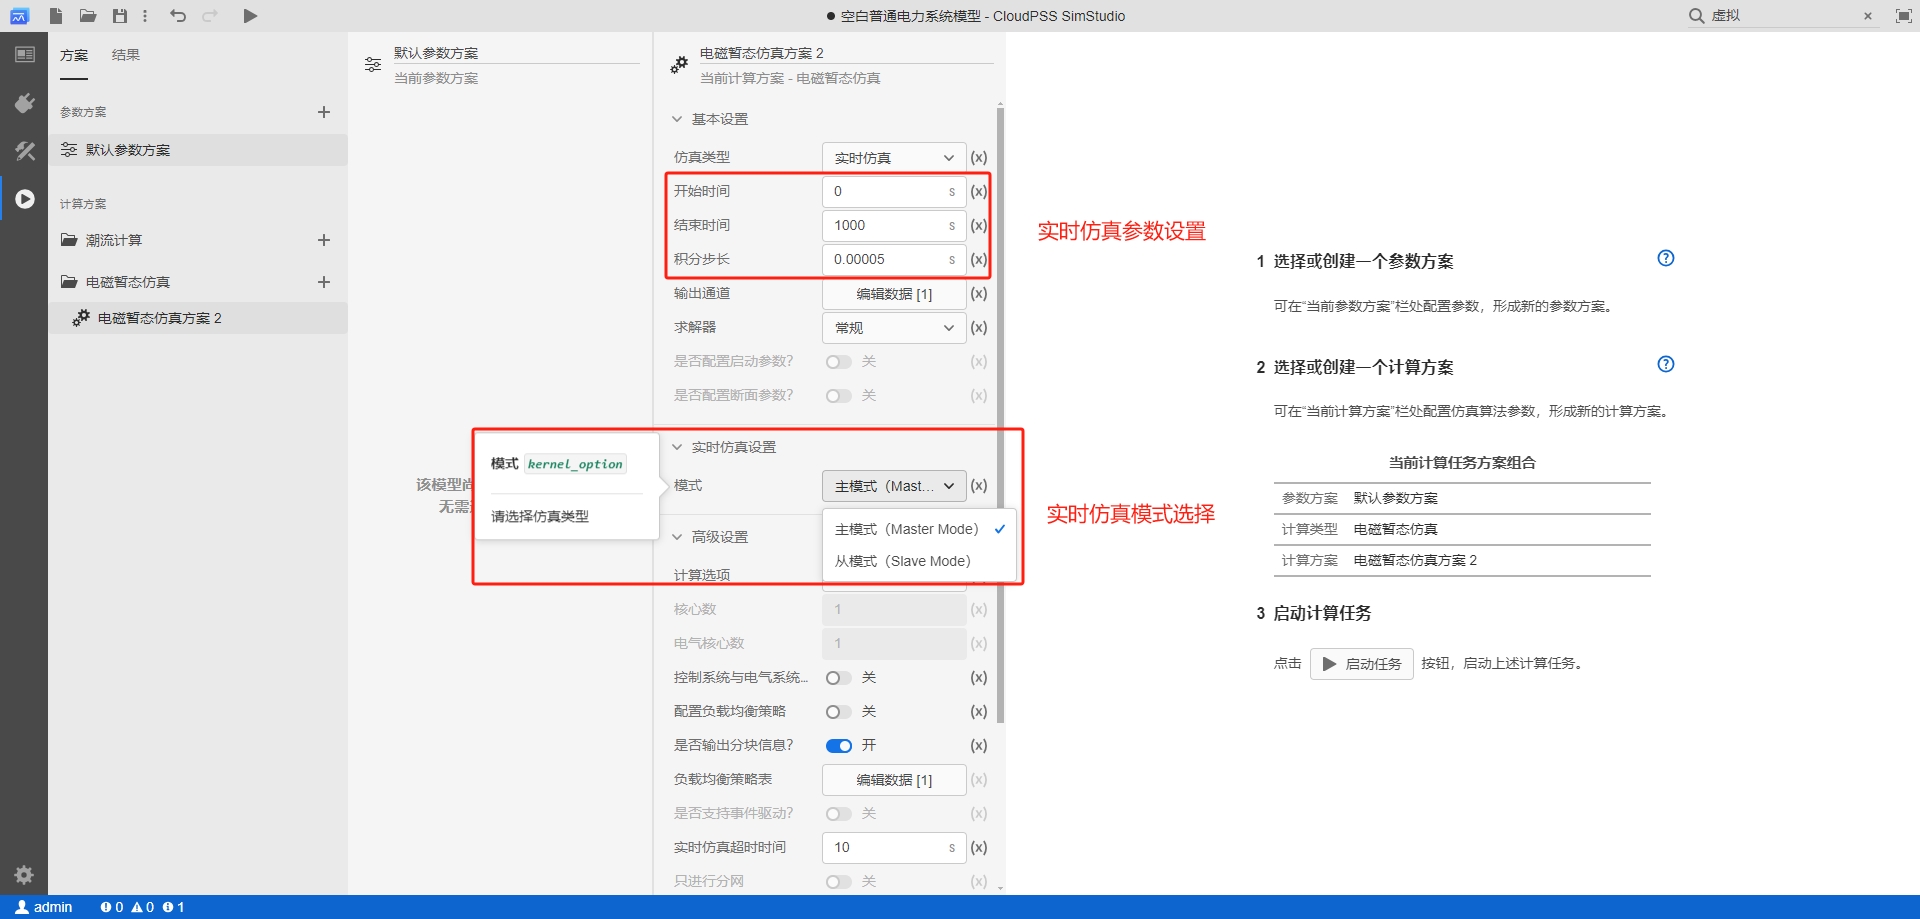 空白普通电力系统模型 - CloudPSS SimStudio
虚拟
方案
结果
参数方案
默认参数方案
计算方案
潮流计算
电磁暂态仿真
电磁暂态仿真方案 2
默认参数方案
当前参数方案
该模型尚
无需
电磁暂态仿真方案 2
当前计算方案 - 电磁暂态仿真
基本设置
仿真类型 实时仿真 (x)
开始时间 0 s (x)
结束时间 1000 s (x)
积分步长 0.00005 s (x)
输出通道 编辑数据 [1] (x)
求解器 常规 (x)
是否配置启动参数? 关 (x)
是否配置断面参数? 关 (x)
实时仿真设置
模式 主模式（Mast... (x)
主模式（Master Mode）
从模式（Slave Mode）
模式 kernel_option
请选择仿真类型
高级设置
计算选项
核心数 1 (x)
电气核心数 1 (x)
控制系统与电气系统... 关 (x)
配置负载均衡策略 关 (x)
是否输出分块信息? 开 (x)
负载均衡策略表 编辑数据 [1] (x)
是否支持事件驱动? 关 (x)
实时仿真超时时间 10 s (x)
只进行分网 关 (x)
实时仿真参数设置
实时仿真模式选择
1 选择或创建一个参数方案
可在“当前参数方案”栏处配置参数，形成新的参数方案。
2 选择或创建一个计算方案
可在“当前计算方案”栏处配置仿真算法参数，形成新的计算方案。
当前计算任务方案组合
参数方案 默认参数方案
计算类型 电磁暂态仿真
计算方案 电磁暂态仿真方案 2
3 启动计算任务
点击 启动任务 按钮，启动上述计算任务。
admin 0 0 1